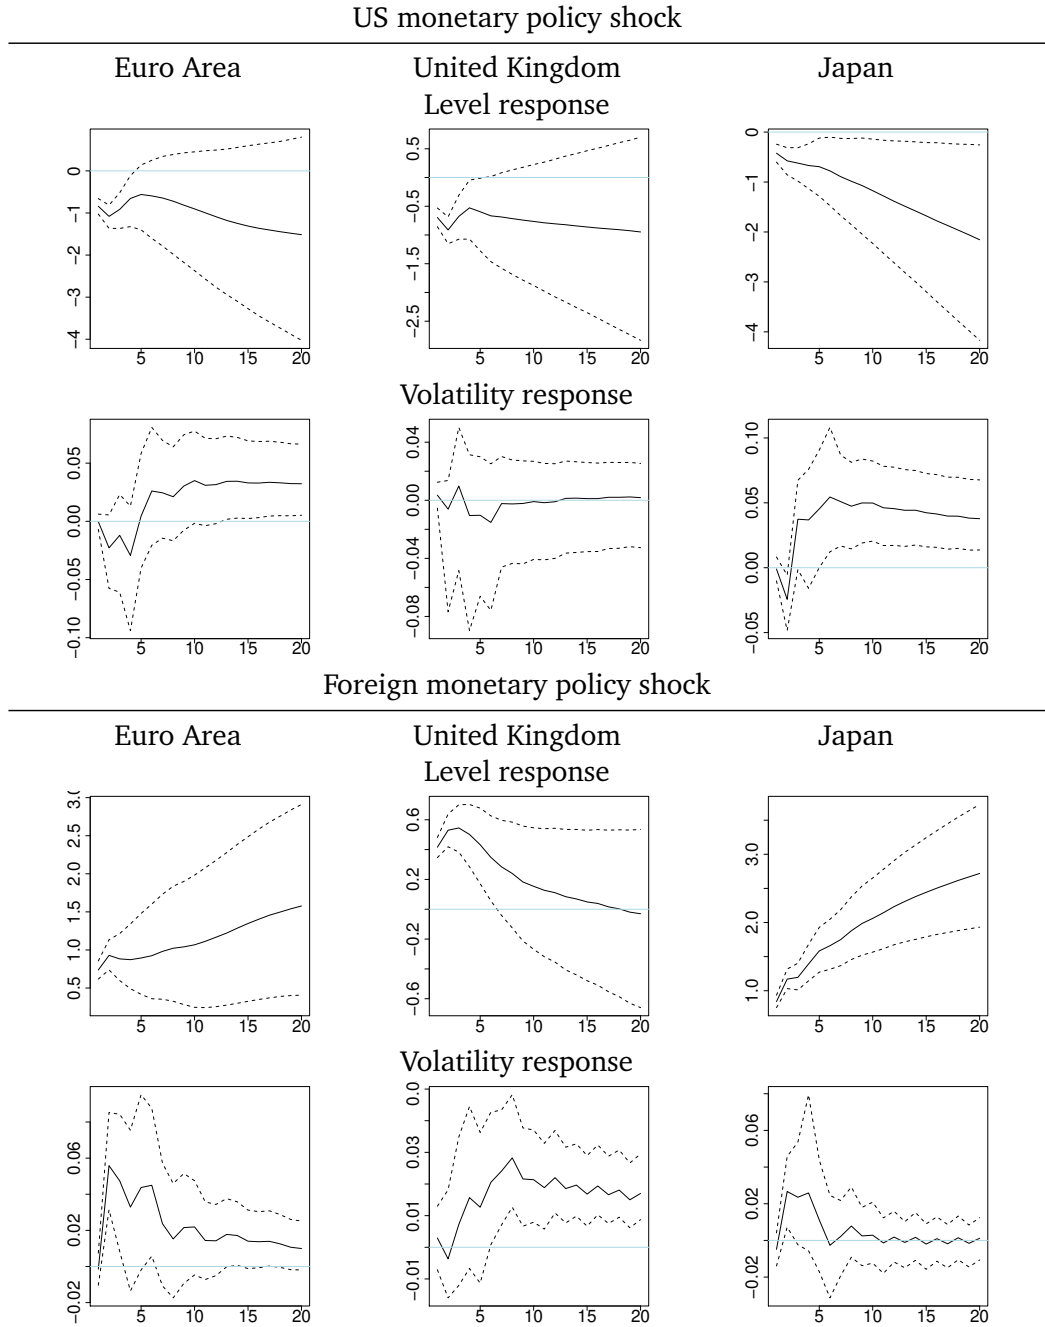 US monetary policy shock
Euro Area United Kingdom Japan
Level response
0 −1 −2 −3 −4
5 10 15 20
0.5 −0.5 −1.5 −2.5
5 10 15 20
0 −1 −2 −3 −4
5 10 15 20
Volatility response
0.05 0.00 −0.05 −0.10
5 10 15 20
0.04 0.00 −0.04 −0.08
5 10 15 20
0.10 0.05 0.00 −0.05
5 10 15 20
Foreign monetary policy shock
Euro Area United Kingdom Japan
Level response
2.5 2.0 1.5 1.0 0.5
5 10 15 20
0.6 0.2 −0.2 −0.6
5 10 15 20
3.0 2.0 1.0
5 10 15 20
Volatility response
0.06 0.02 −0.02
5 10 15 20
0.03 0.01 −0.01
5 10 15 20
0.06 0.02 −0.02
5 10 15 20